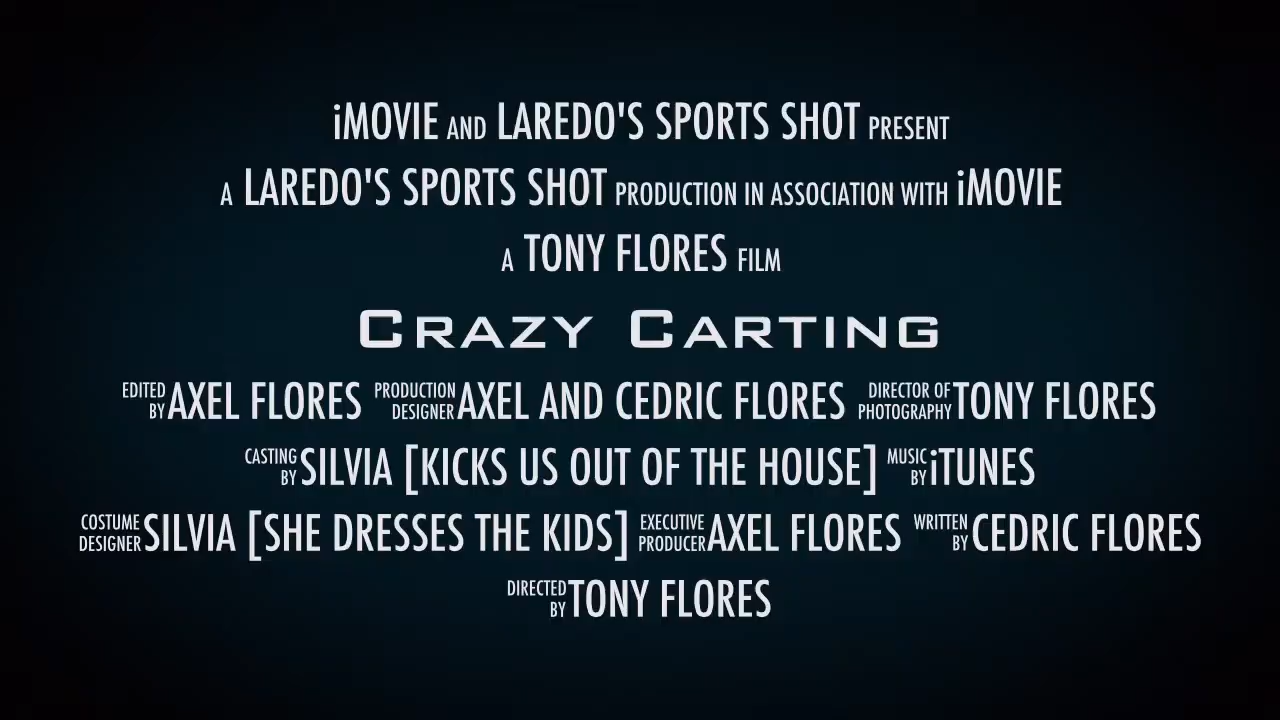 iMOVIE AND LAREDO'S SPORTS SHOT PRESENT
A LAREDO'S SPORTS SHOT PRODUCTION IN ASSOCIATION WITH iMOVIE
A TONY FLORES FILM
CRAZY CARTING
EDITED BY AXEL FLORES PRODUCTION DESIGNER AXEL AND CEDRIC FLORES DIRECTOR OF PHOTOGRAPHY TONY FLORES
CASTING BY SILVIA [KICKS US OUT OF THE HOUSE] MUSIC BY iTUNES
COSTUME DESIGNER SILVIA [SHE DRESSES THE KIDS] EXECUTIVE PRODUCER AXEL FLORES WRITTEN BY CEDRIC FLORES
DIRECTED BY TONY FLORES